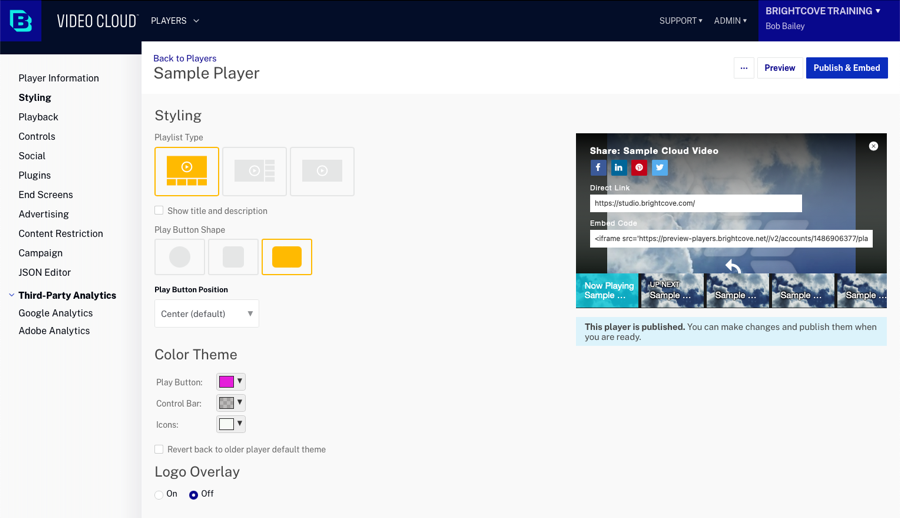 VIDEO CLOUD
PLAYERS
SUPPORT
ADMIN
BRIGHTCOVE TRAINING
Bob Bailey
Player Information
Styling
Playback
Controls
Social
Plugins
End Screens
Advertising
Content Restriction
Campaign
JSON Editor
Third-Party Analytics
Google Analytics
Adobe Analytics
Back to Players
Sample Player
...
Preview
Publish & Embed
Styling
Playlist Type
Show title and description
Play Button Shape
Play Button Position
Center (default)
Color Theme
Play Button:
Control Bar:
Icons:
Revert back to older player default theme
Logo Overlay
On
Off
Share: Sample Cloud Video
Direct Link
https://studio.brightcove.com/
Embed Code
<iframe src='https://preview-players.brightcove.net//v2/accounts/1486906377/pla
Now Playing
Sample ...
UP NEXT
Sample ...
Sample ...
Sample ...
Sample ...
This player is published. You can make changes and publish them when
you are ready.